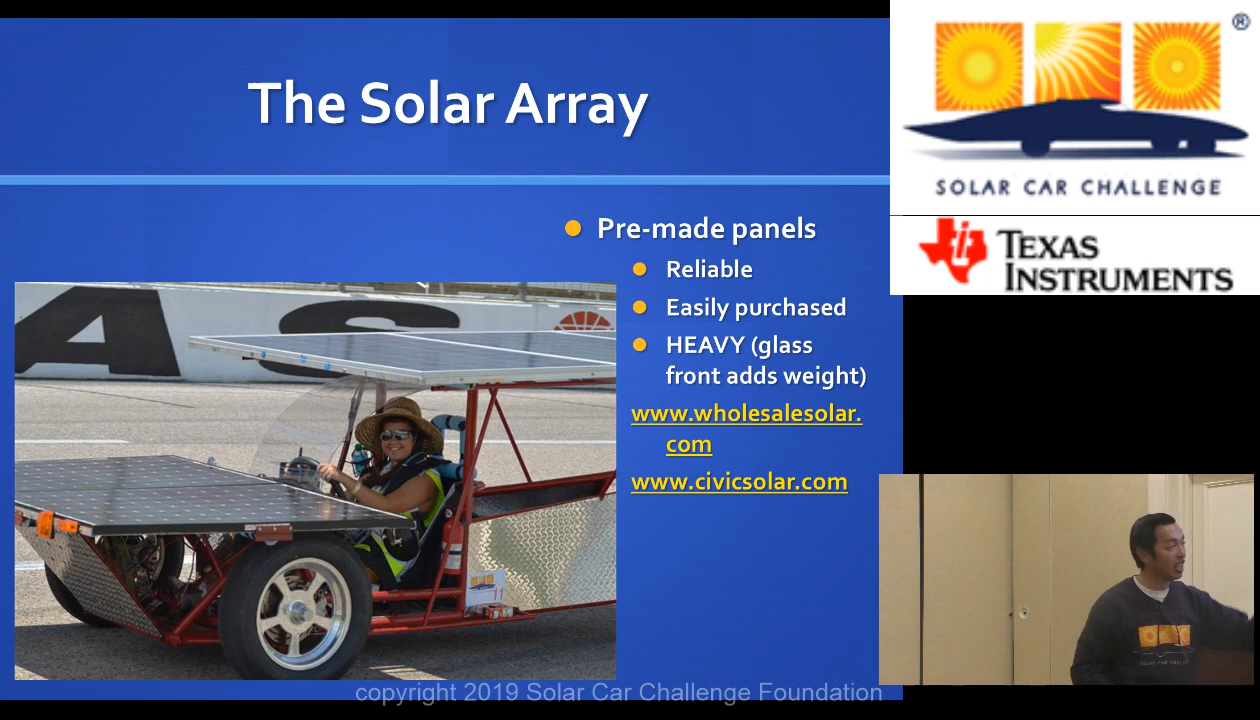 The Solar Array
Pre-made panels
Reliable
Easily purchased
HEAVY (glass
front adds weight)
www.wholesalesolar.
com
www.civicsolar.com
A S
11
copyright 2019 Solar Car Challenge Foundation
®
SOLAR CAR CHALLENGE
TEXAS
INSTRUMENTS